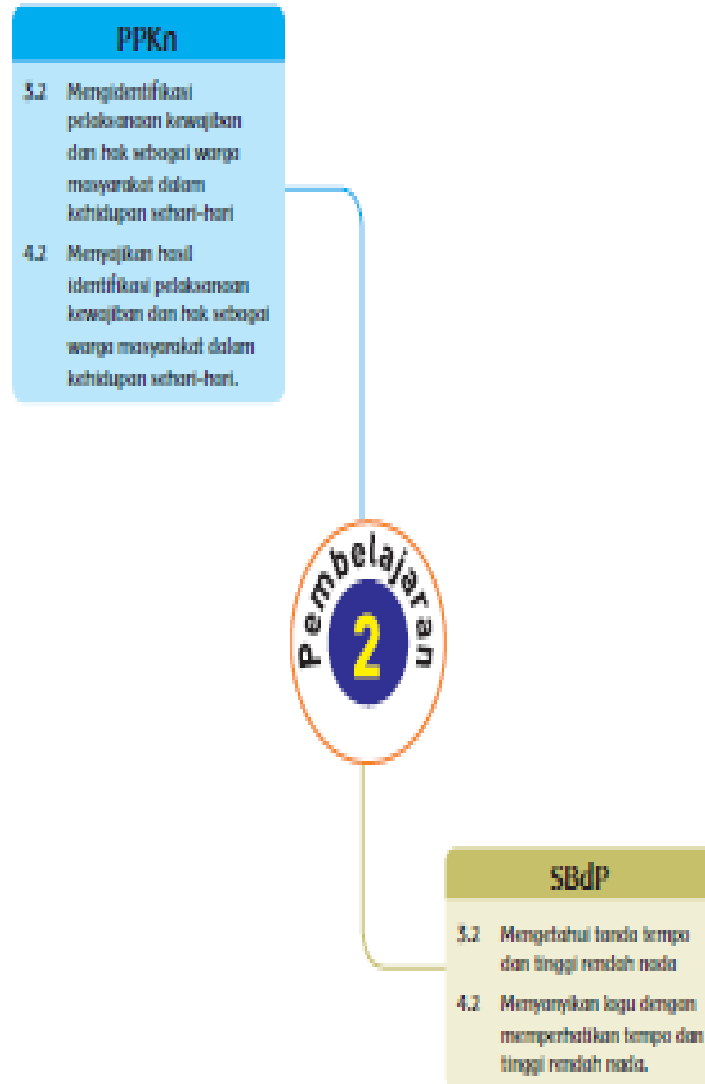 PPKn
3.2 Mengidentifikasi
pelaksanaan kewajiban
dan hak sebagai warga
masyarakat dalam
kehidupan sehari-hari
4.2 Menyajikan hasil
identifikasi pelaksanaan
kewajiban dan hak sebagai
warga masyarakat dalam
kehidupan sehari-hari.
Pembelajaran
2
SBdP
3.2 Mengetahui tanda tempo
dan tinggi rendah nada
4.2 Menyanyikan lagu dengan
memperhatikan tempo dan
tinggi rendah nada.